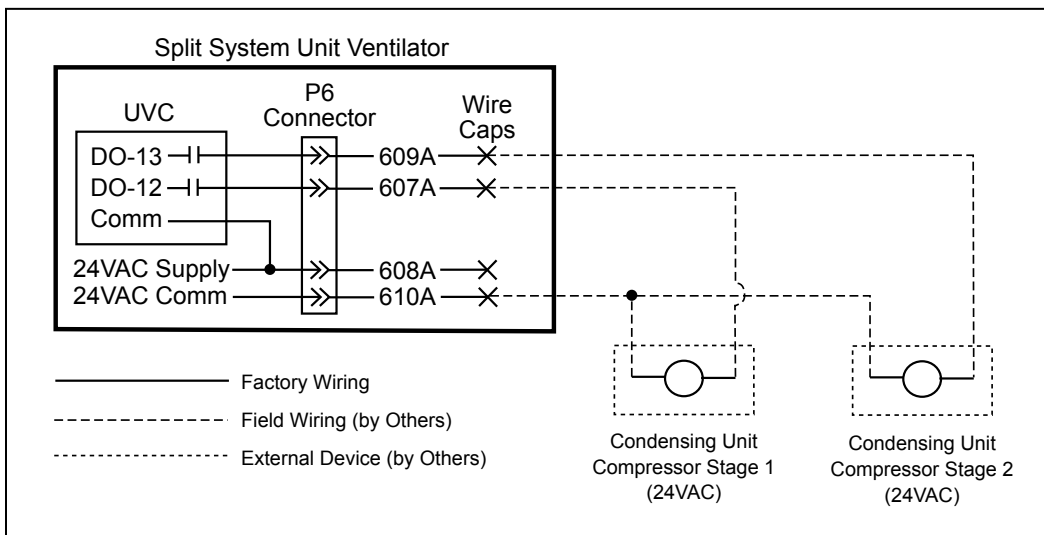 Split System Unit Ventilator
UVC
P6
Connector
Wire
Caps
DO-13
609A
DO-12
607A
Comm
24VAC Supply
608A
24VAC Comm
610A
Factory Wiring
Field Wiring (by Others)
External Device (by Others)
Condensing Unit
Compressor Stage 1
(24VAC)
Condensing Unit
Compressor Stage 2
(24VAC)